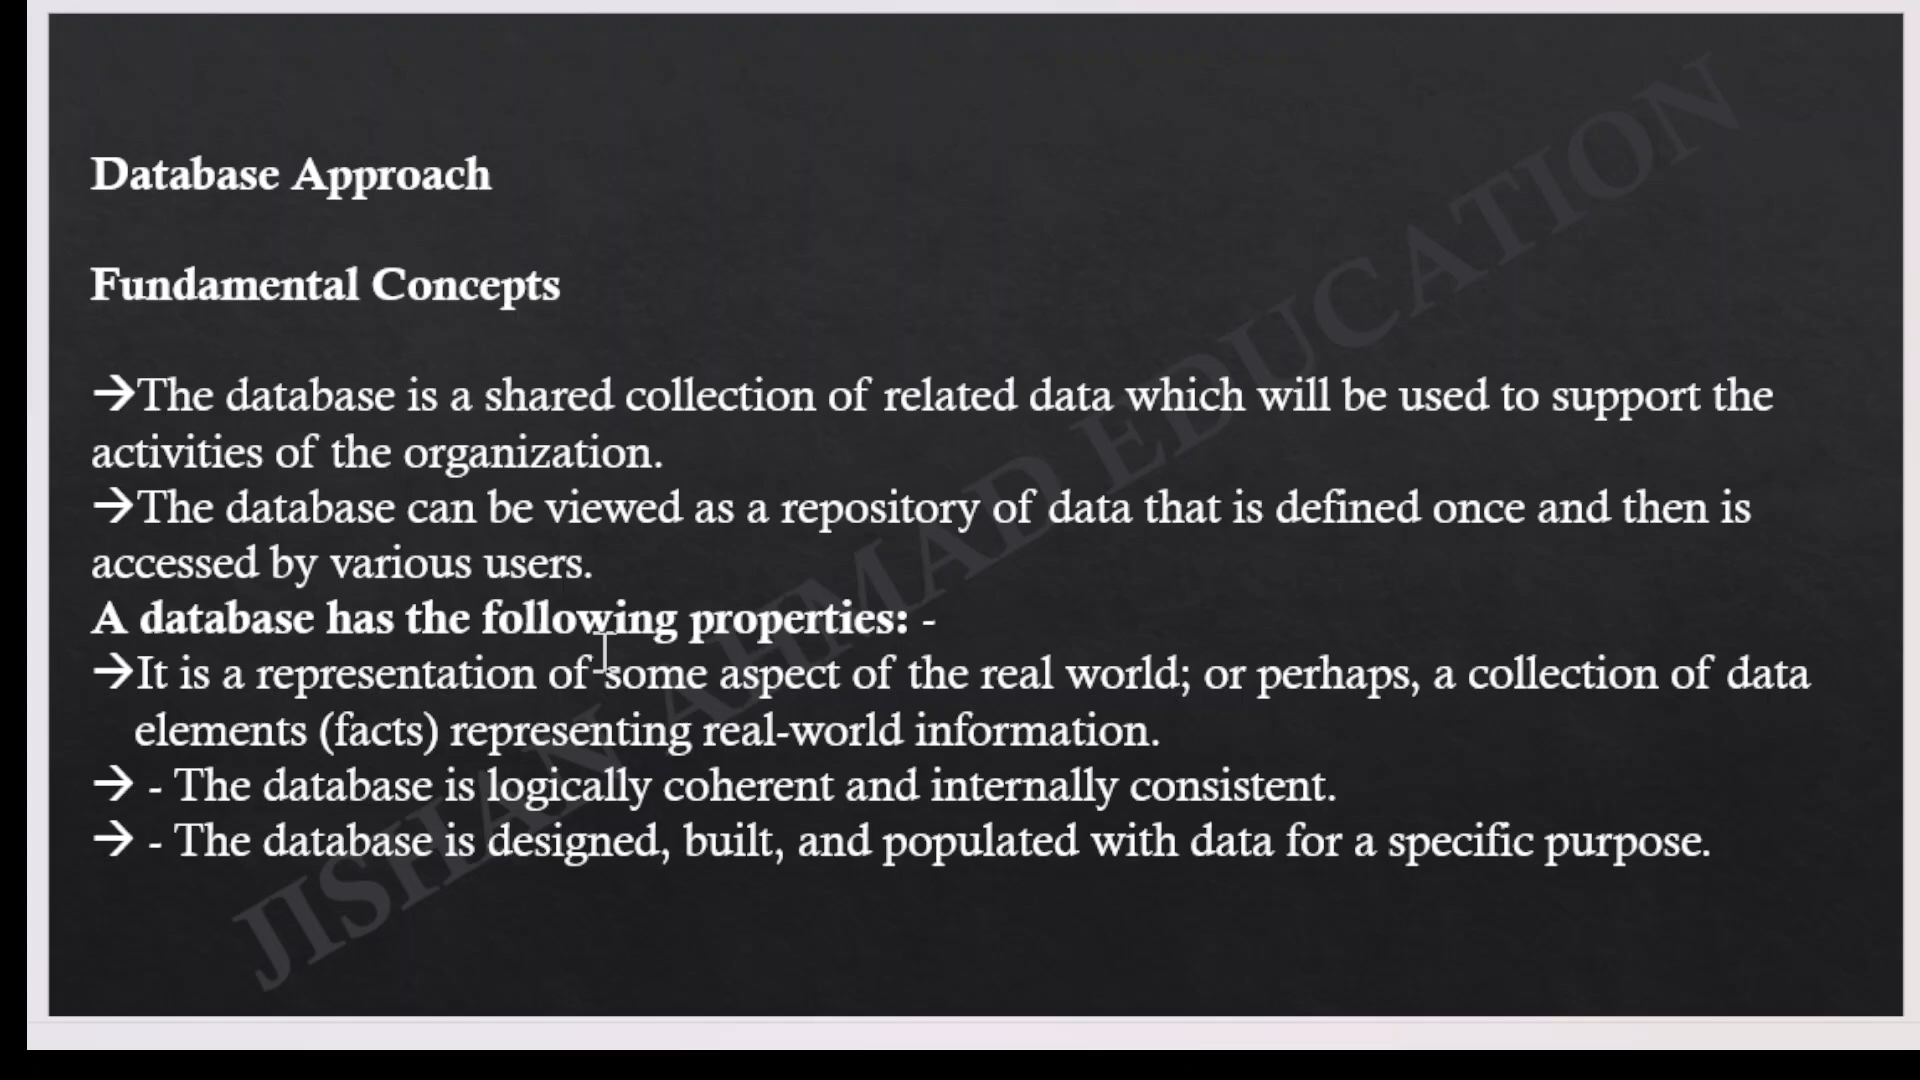 Database Approach
Fundamental Concepts
→The database is a shared collection of related data which will be used to support the
activities of the organization.
→The database can be viewed as a repository of data that is defined once and then is
accessed by various users.
A database has the following properties: -
→It is a representation of some aspect of the real world; or perhaps, a collection of data
elements (facts) representing real-world information.
→ - The database is logically coherent and internally consistent.
→ - The database is designed, built, and populated with data for a specific purpose.
JISHAN AHMAD EDUCATION